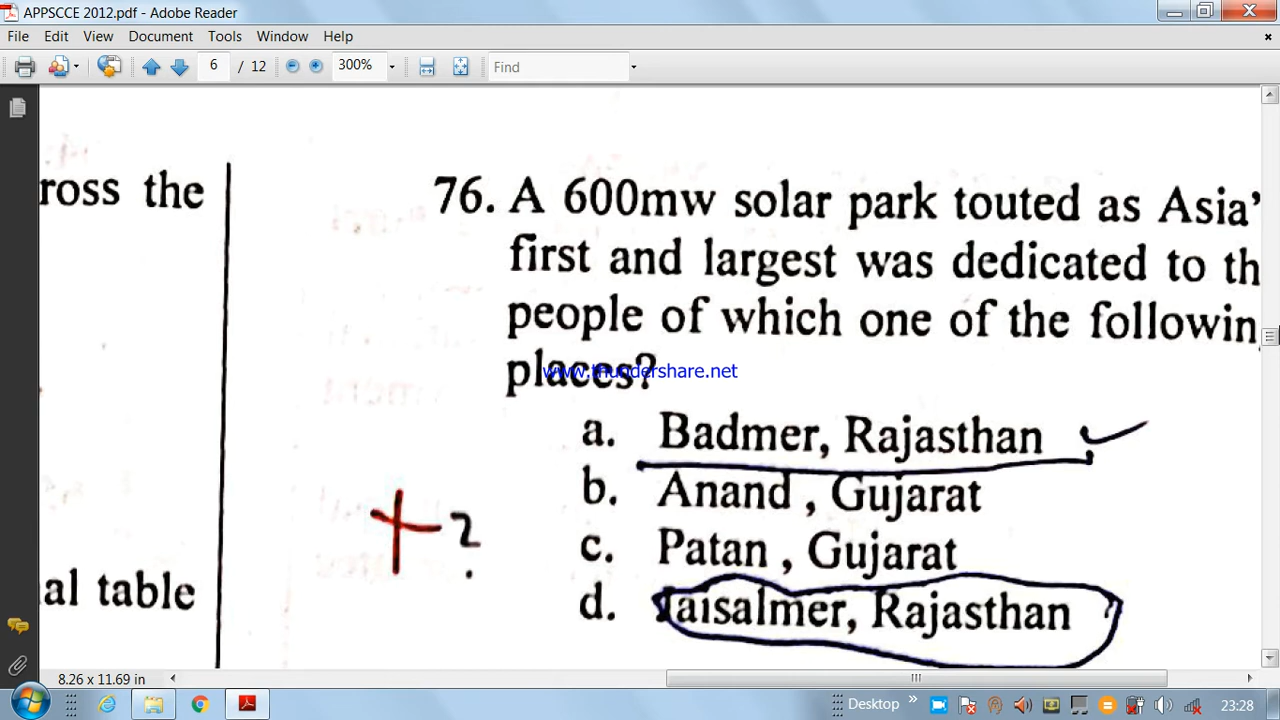 APPSCCE 2012.pdf - Adobe Reader
File Edit View Document Tools Window Help
6 / 12 300% Find
ross the
76. A 600mw solar park touted as Asia'
first and largest was dedicated to th
people of which one of the followin
places?
www.thundershare.net
a. Badmer, Rajasthan
b. Anand , Gujarat
+ ?
c. Patan , Gujarat
al table
d. Jaisalmer, Rajasthan ?
8.26 x 11.69 in
Desktop » 23:28